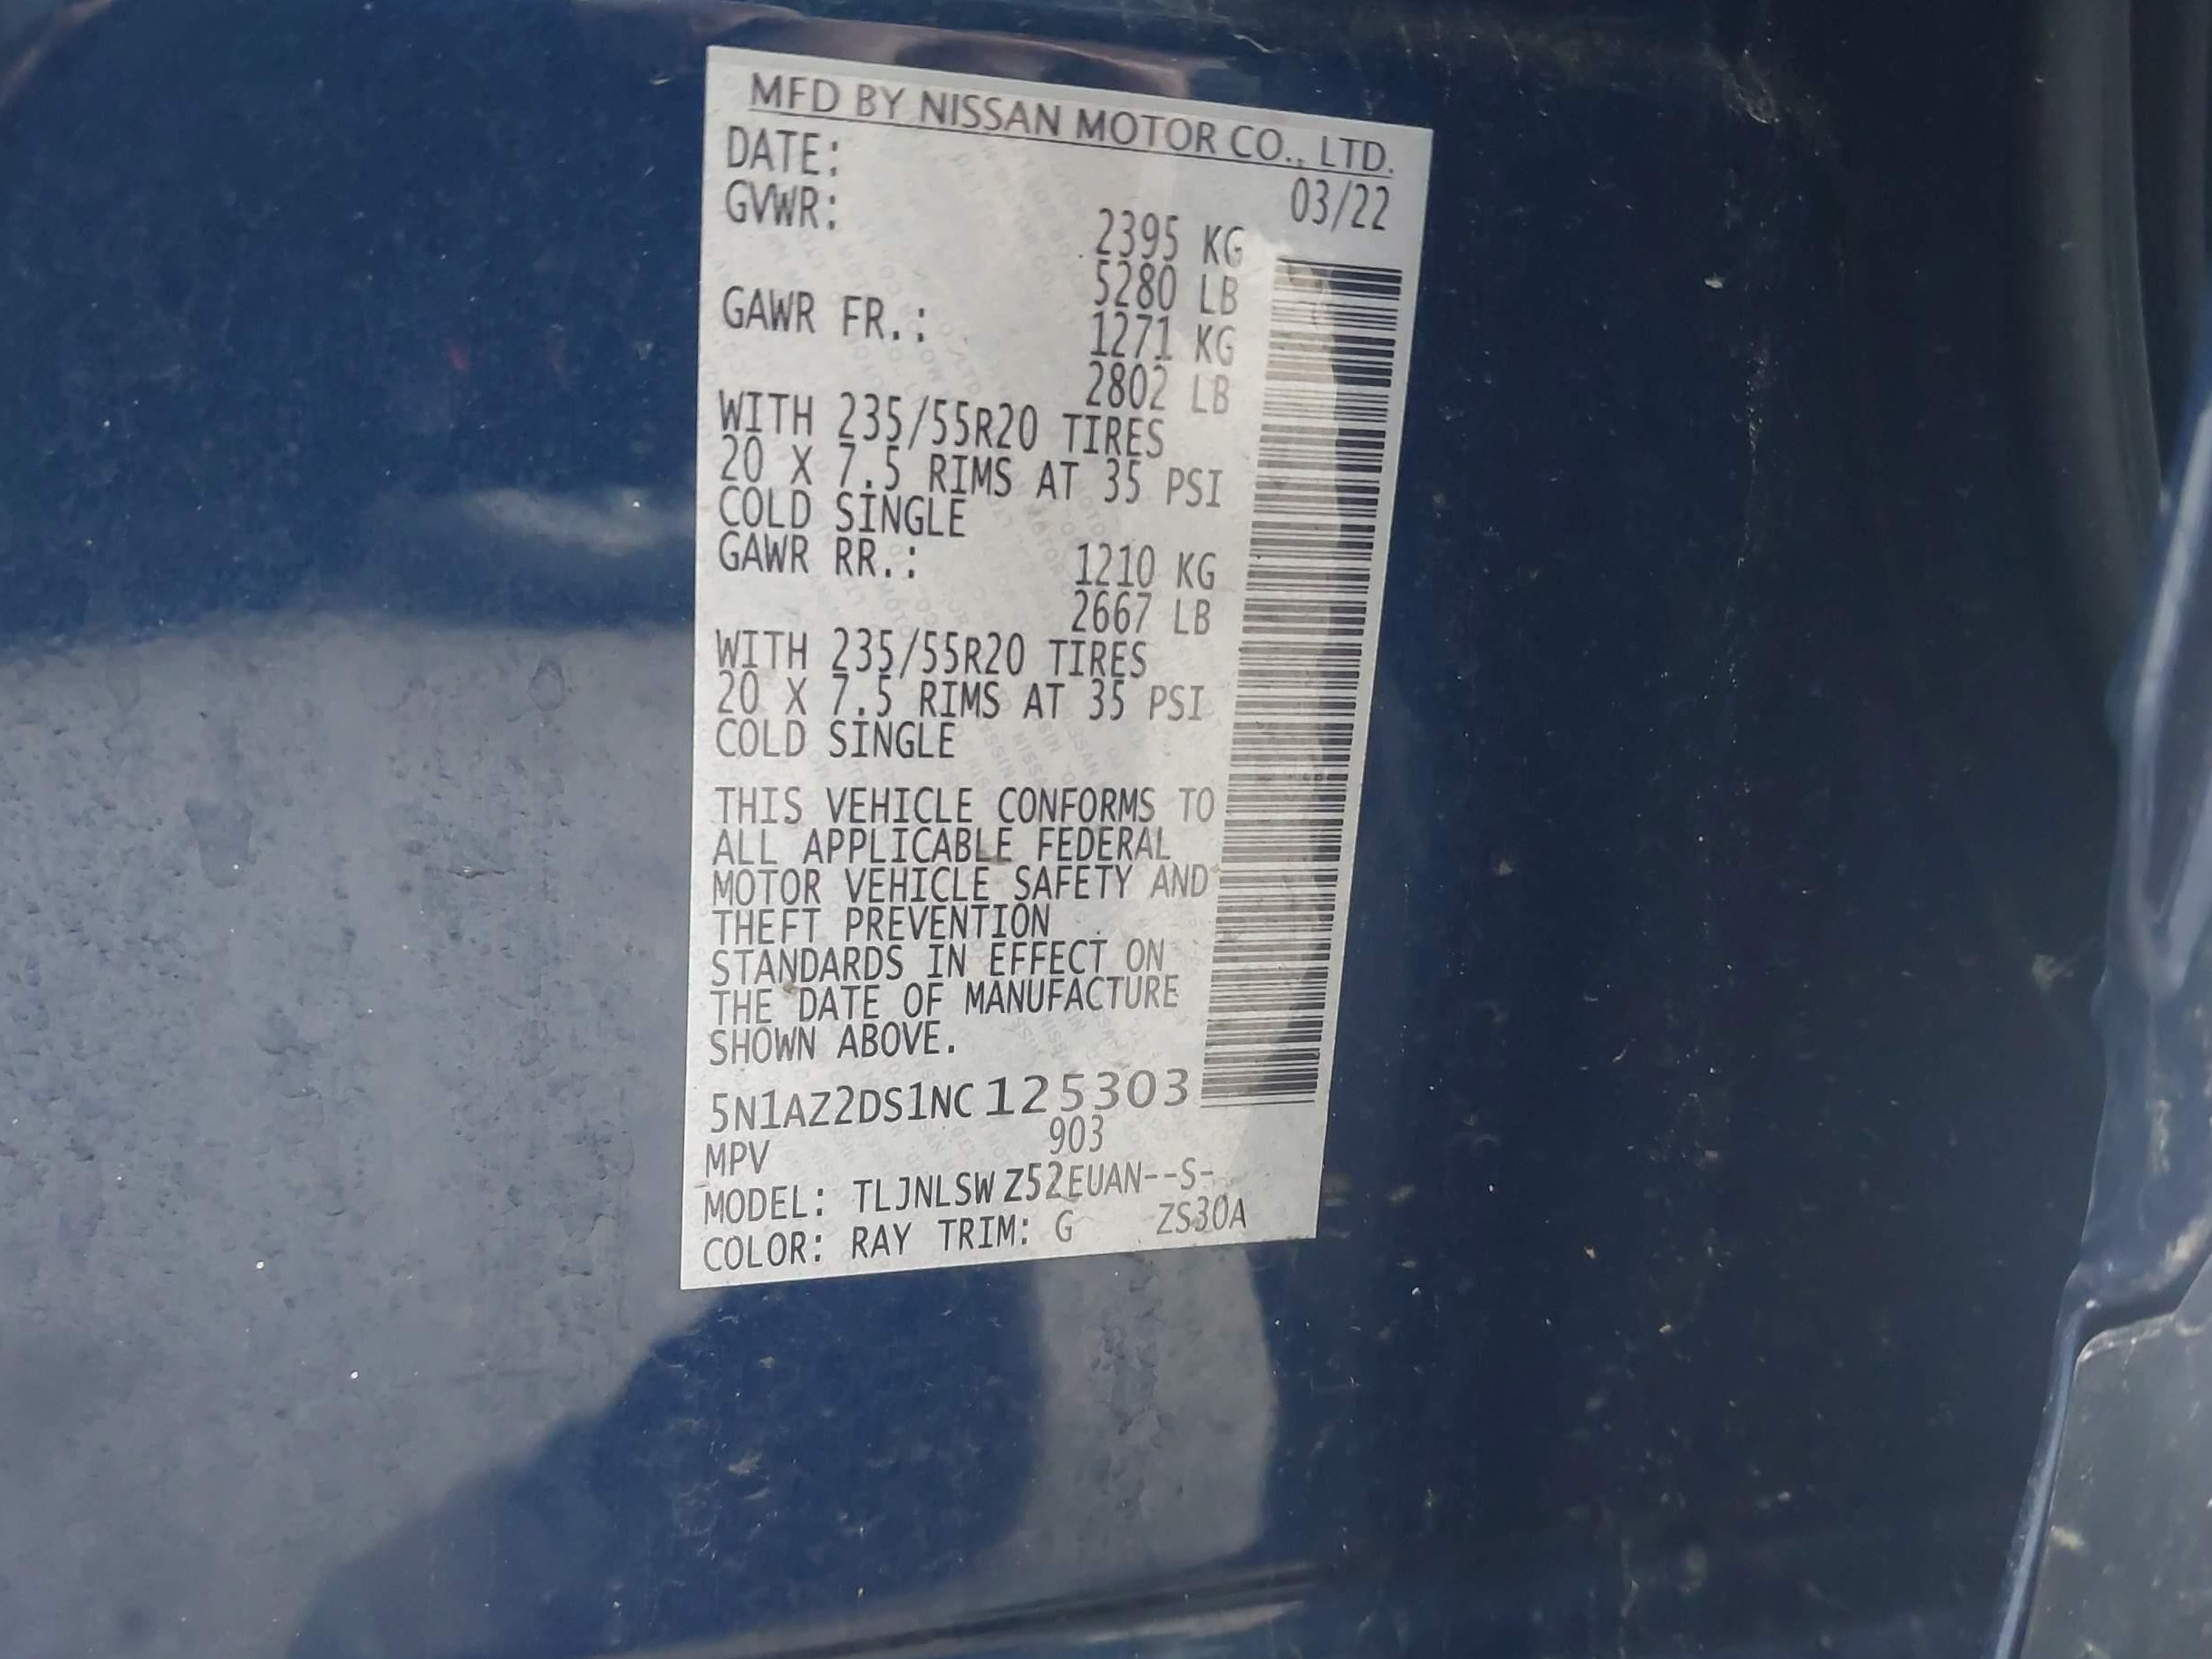 MFD BY NISSAN MOTOR CO., LTD.
DATE: 03/22
GVWR: 2395 KG
5280 LB
GAWR FR.: 1271 KG
2802 LB
WITH 235/55R20 TIRES
20 X 7.5 RIMS AT 35 PSI
COLD SINGLE
GAWR RR.: 1210 KG
2667 LB
WITH 235/55R20 TIRES
20 X 7.5 RIMS AT 35 PSI
COLD SINGLE
THIS VEHICLE CONFORMS TO
ALL APPLICABLE FEDERAL
MOTOR VEHICLE SAFETY AND
THEFT PREVENTION
STANDARDS IN EFFECT ON
THE DATE OF MANUFACTURE
SHOWN ABOVE.
5N1AZ2DS1NC125303
MPV 903
MODEL: TLJNLSW Z52EUAN--S-
COLOR: RAY TRIM: G ZS30A